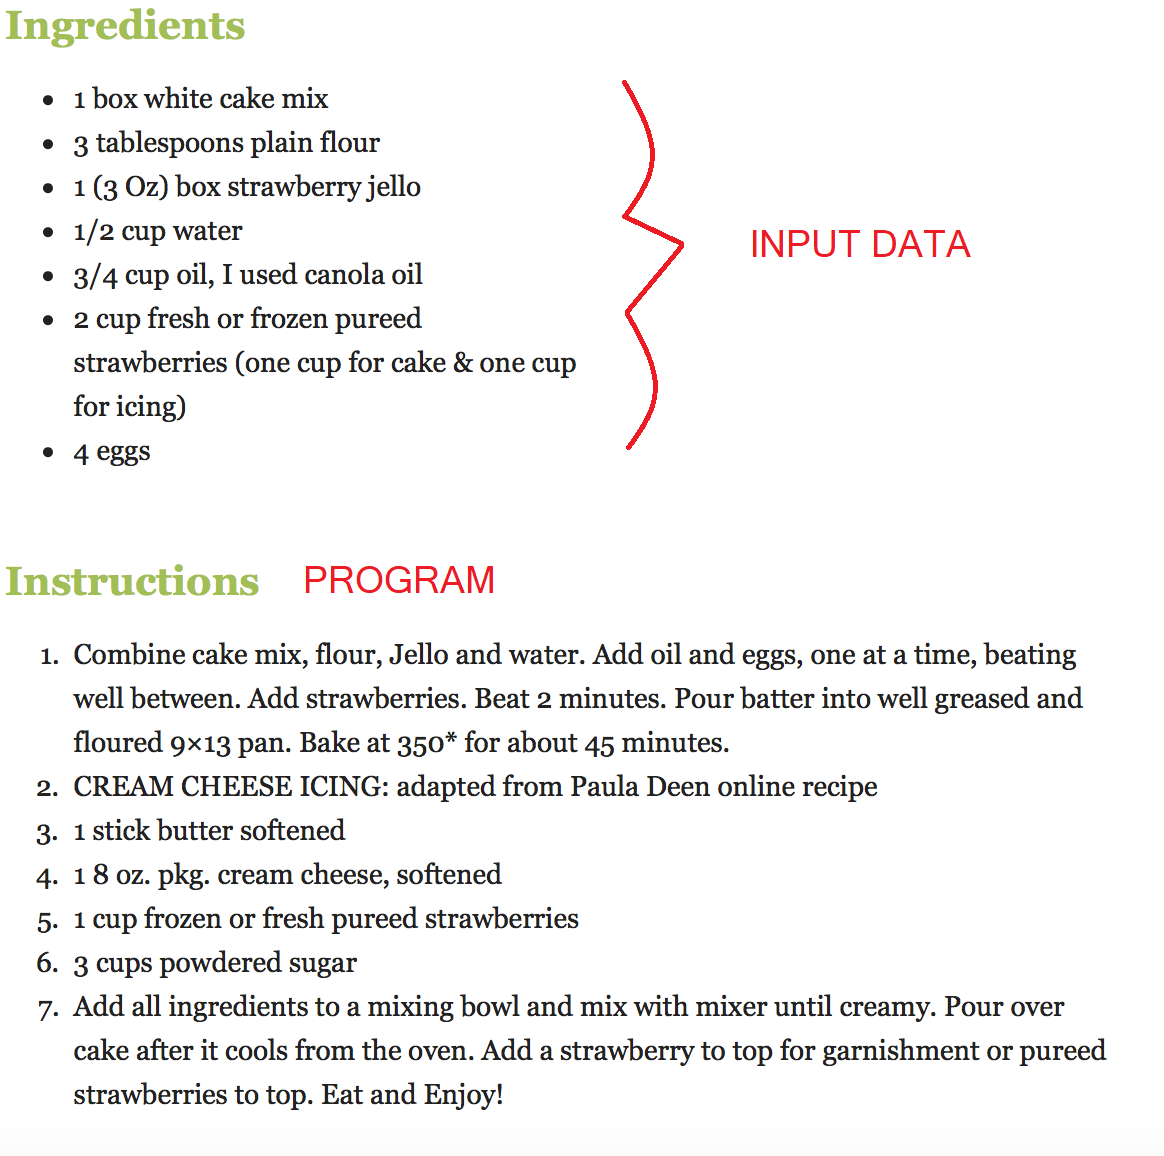 Ingredients
• 1 box white cake mix
• 3 tablespoons plain flour
• 1 (3 Oz) box strawberry jello
• 1/2 cup water
• 3/4 cup oil, I used canola oil
• 2 cup fresh or frozen pureed
strawberries (one cup for cake & one cup
for icing)
• 4 eggs
INPUT DATA
Instructions PROGRAM
1. Combine cake mix, flour, Jello and water. Add oil and eggs, one at a time, beating
well between. Add strawberries. Beat 2 minutes. Pour batter into well greased and
floured 9×13 pan. Bake at 350* for about 45 minutes.
2. CREAM CHEESE ICING: adapted from Paula Deen online recipe
3. 1 stick butter softened
4. 1 8 oz. pkg. cream cheese, softened
5. 1 cup frozen or fresh pureed strawberries
6. 3 cups powdered sugar
7. Add all ingredients to a mixing bowl and mix with mixer until creamy. Pour over
cake after it cools from the oven. Add a strawberry to top for garnishment or pureed
strawberries to top. Eat and Enjoy!